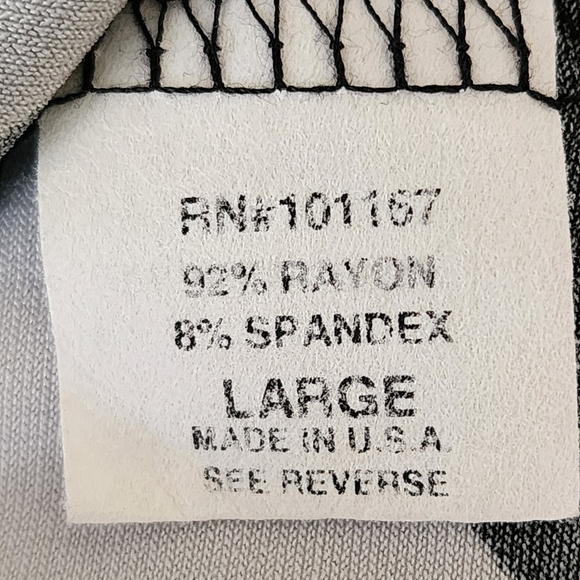 RN#101167
92% RAYON
8% SPANDEX
LARGE
MADE IN U.S.A.
SEE REVERSE